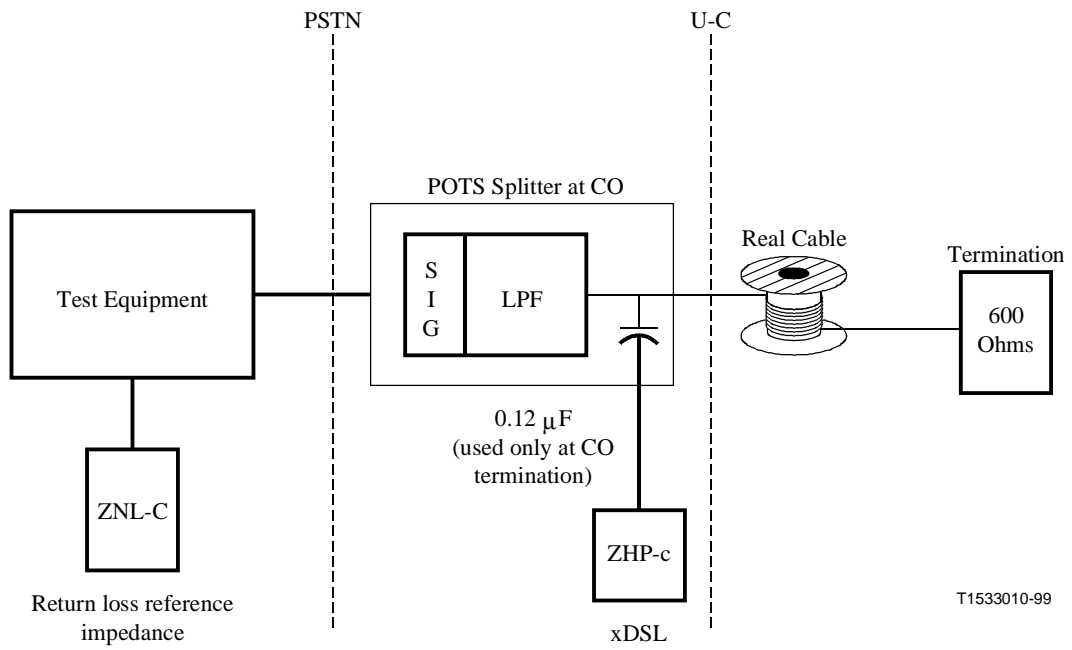 PSTN
U-C
POTS Splitter at CO
Real Cable
Termination
Test Equipment
S
I
G
LPF
600
Ohms
0.12 μF
(used only at CO
termination)
ZNL-C
ZHP-c
Return loss reference
impedance
xDSL
T1533010-99